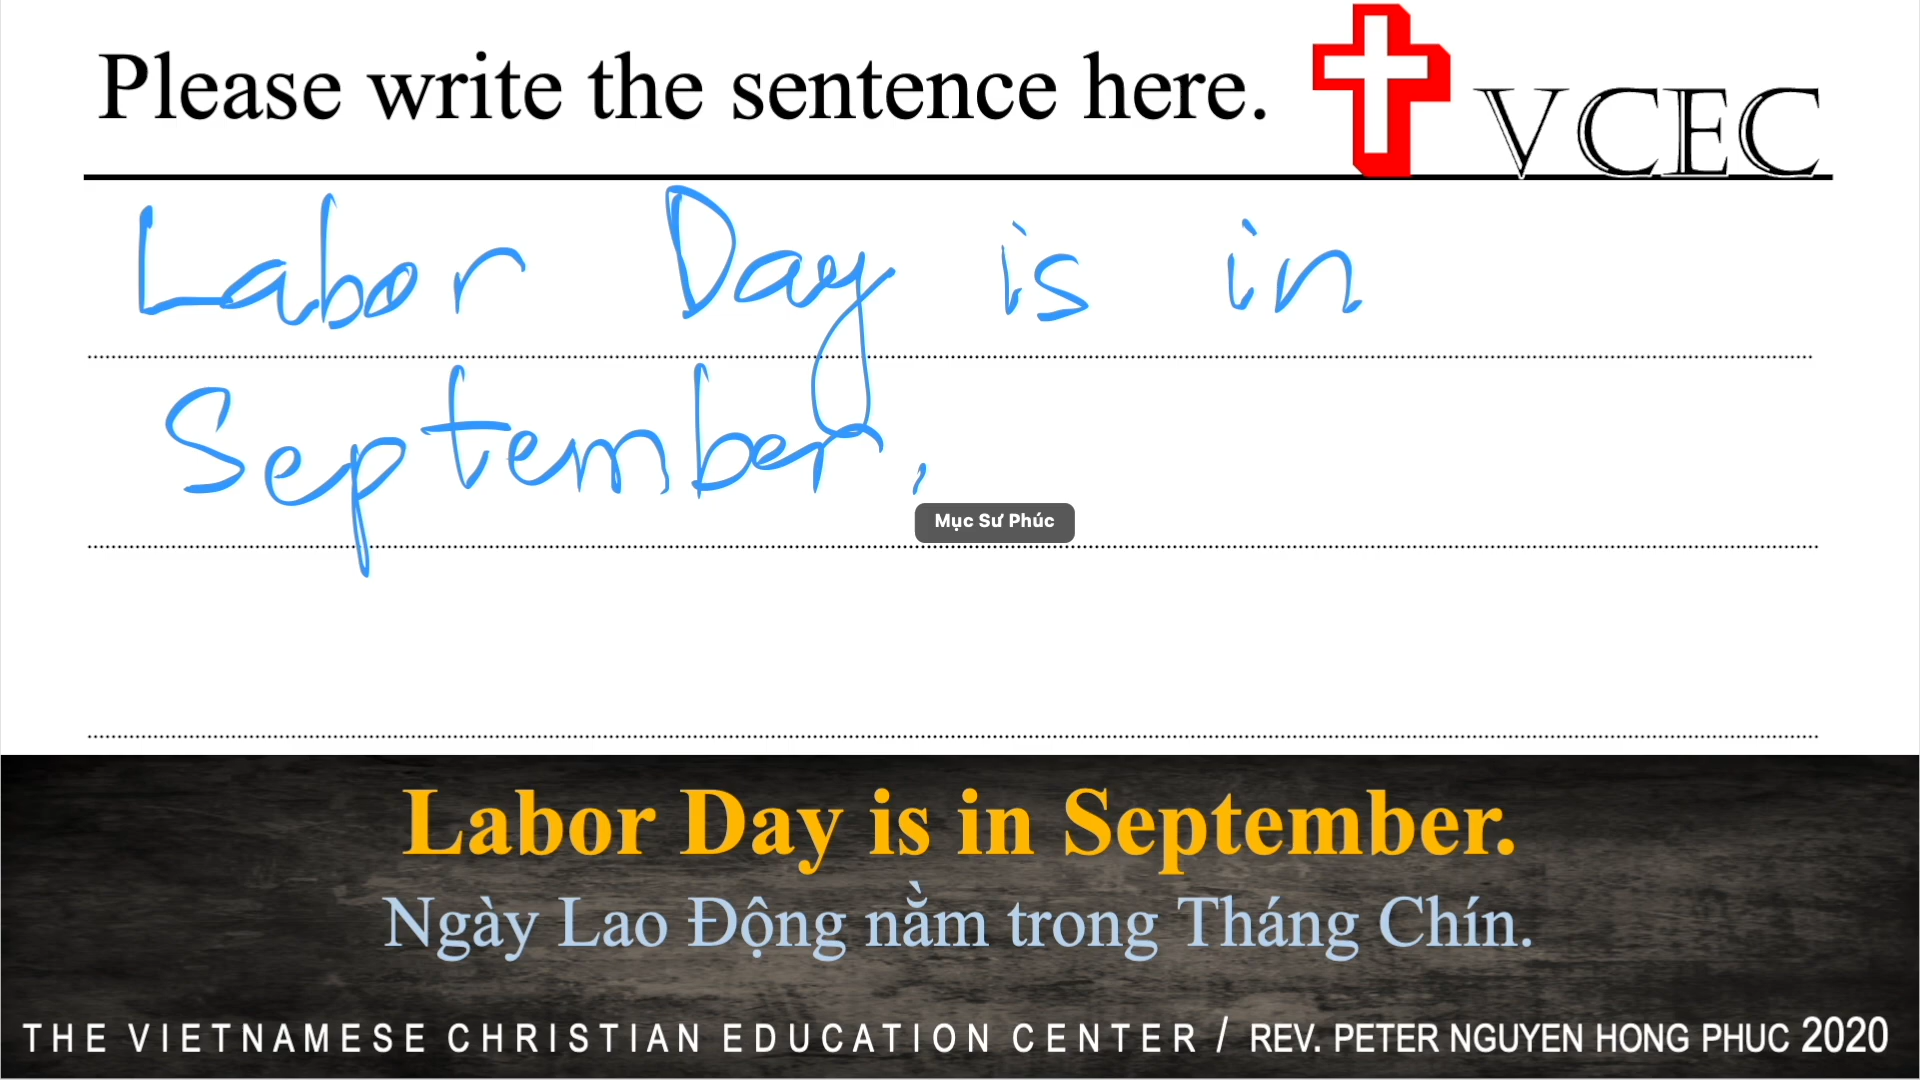 Please write the sentence here.
VCEC
Labor Day is in
September.
Mục Sư Phúc
Labor Day is in September.
Ngày Lao Động nằm trong Tháng Chín.
THE VIETNAMESE CHRISTIAN EDUCATION CENTER / REV. PETER NGUYEN HONG PHUC 2020